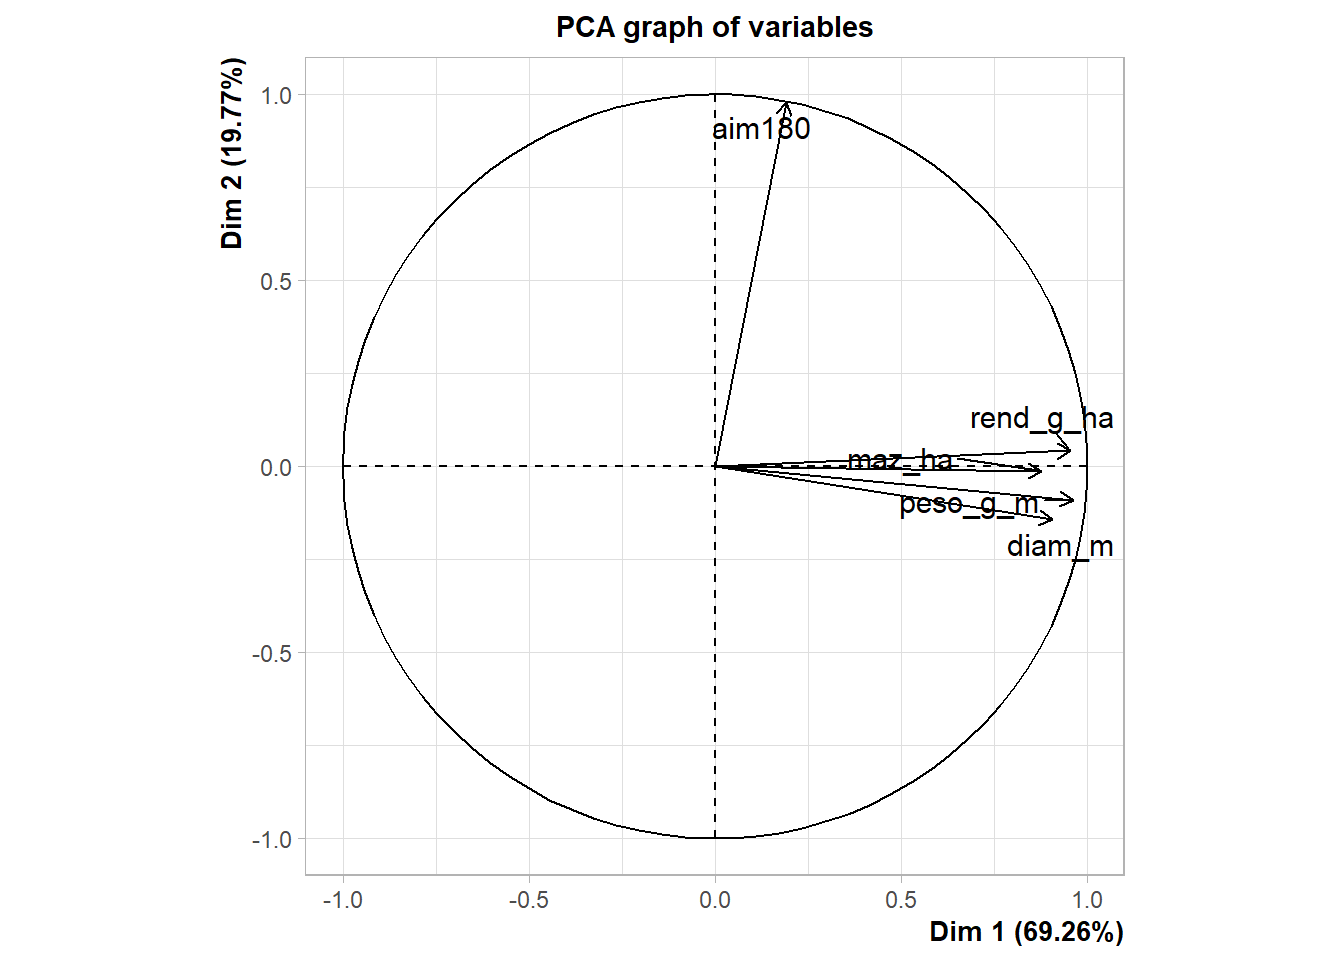 PCA graph of variables
Dim 2 (19.77%)
1.0
0.5
0.0
-0.5
-1.0
aim180
rend_g_ha
maz_ha
peso_g_m
diam_m
-1.0
-0.5
0.0
0.5
1.0
Dim 1 (69.26%)